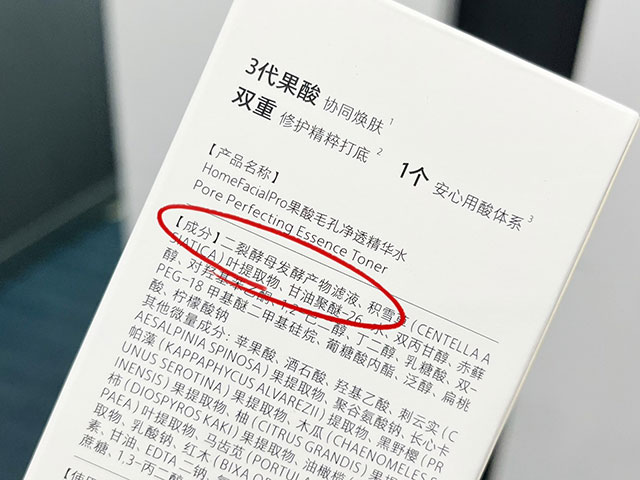 3代果酸 协同焕肤1
双重 修护精粹打底2
1个 安心用酸体系3
【产品名称】
HomeFacialPro果酸毛孔净透精华水
Pore Perfecting Essence Toner
【成分】二裂酵母发酵产物滤液、积雪草(CENTELLA A
SIATICA)叶提取物、甘油聚醚-26、水、双丙甘醇、赤藓
醇、对羟基苯乙酮、1,2-己二醇、丁二醇、乳糖酸、双-
PEG-18 甲基醚二甲基硅烷、葡糖酸内酯、泛醇、扁桃
酸、柠檬酸钠
其他微量成分、苹果酸、酒石酸、羟基乙酸、刺云实(C
AESALPINIA SPINOSA)果提取物、聚谷氨酸钠、长心卡
帕藻(KAPPAPHYCUS ALVAREZII)提取物、黑野樱(PR
UNUS SEROTINA)果提取物、木瓜(CHAENOMELES S
INENSIS)果提取物、柚(CITRUS GRANDIS)果提取物、
柿(DIOSPYROS KAKI)果提取物、
PAEA)叶提取物、马齿苋(PORTUL
素、甘油、EDTA 二钠、
取物、乳酸钠、红木(BIXA OR
蔗糖、1,3-丙二
【使